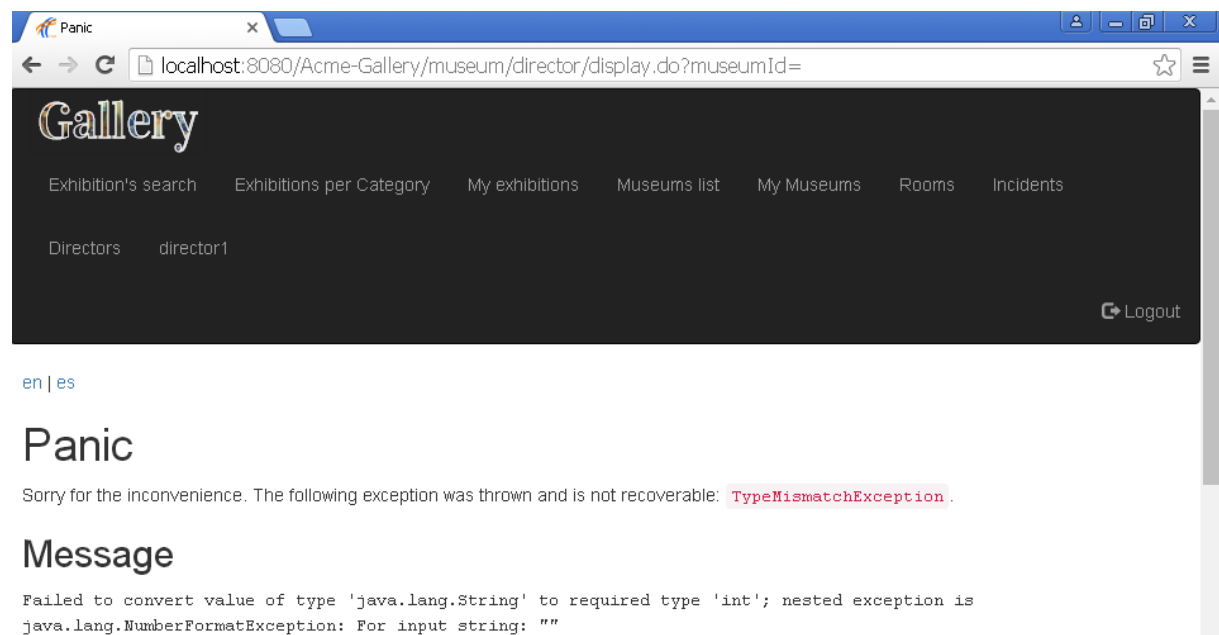 Panic
localhost:8080/Acme-Gallery/museum/director/display.do?museumId=
Gallery
Exhibition's search Exhibitions per Category My exhibitions Museums list My Museums Rooms Incidents
Directors director1
Logout
en | es
Panic
Sorry for the inconvenience. The following exception was thrown and is not recoverable: TypeMismatchException.
Message
Failed to convert value of type 'java.lang.String' to required type 'int'; nested exception is
java.lang.NumberFormatException: For input string: ""